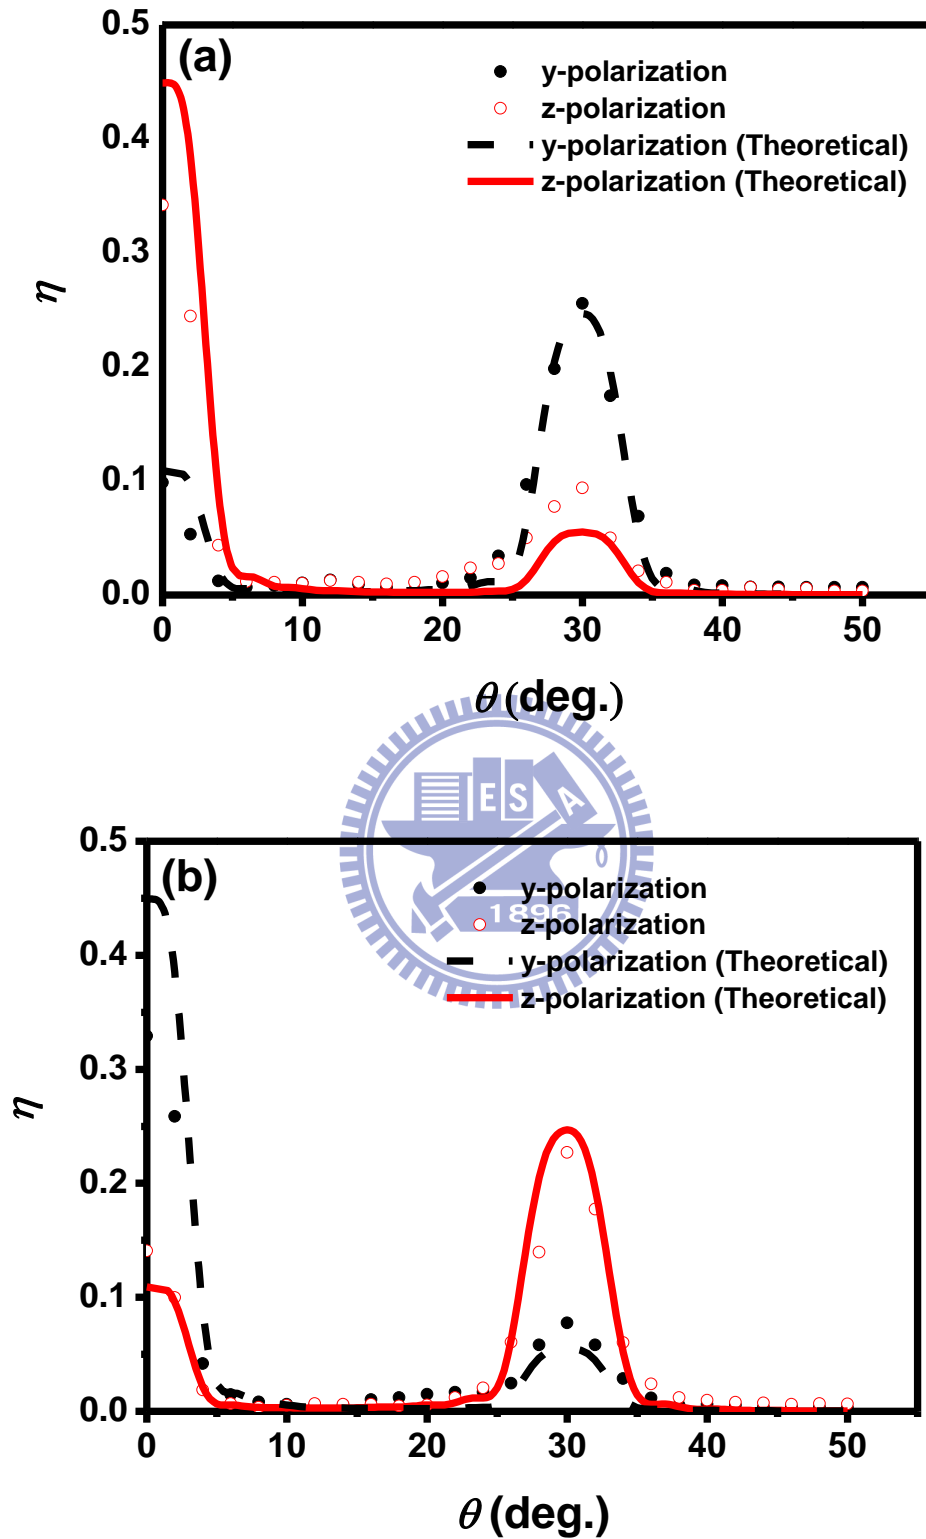 0.5
(a)
y-polarization
z-polarization
y-polarization (Theoretical)
z-polarization (Theoretical)
0.4
0.3
η
0.2
0.1
0.0
0 10 20 30 40 50
θ (deg.)
E S A
1896
0.5
(b)
y-polarization
z-polarization
y-polarization (Theoretical)
z-polarization (Theoretical)
0.4
0.3
η
0.2
0.1
0.0
0 10 20 30 40 50
θ (deg.)